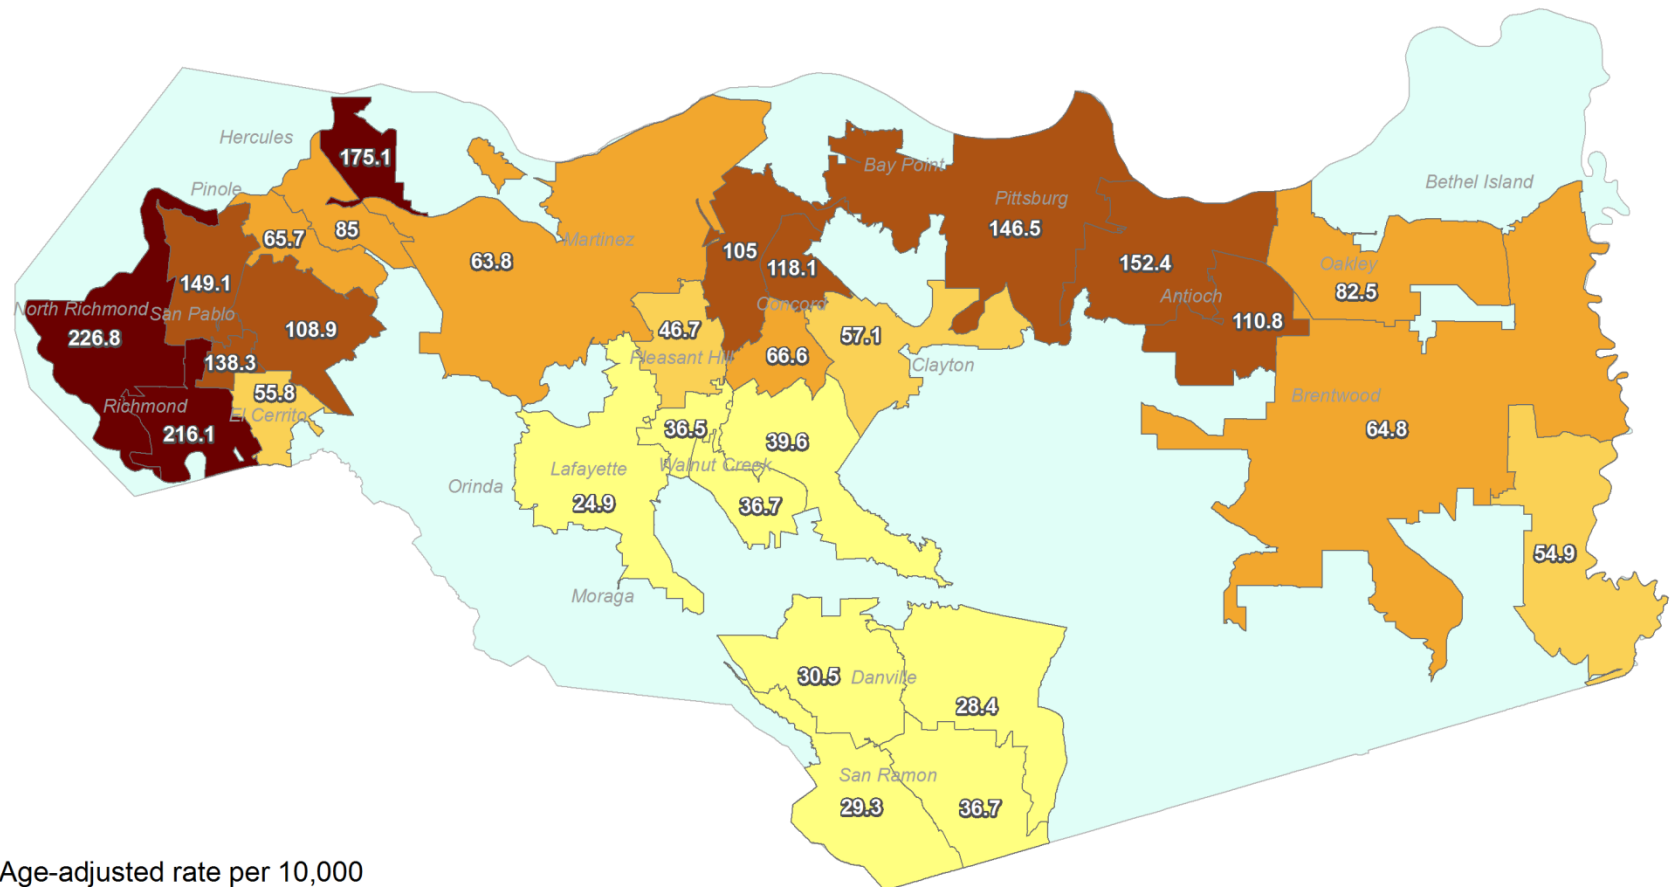 Hercules
175.1
Pinole
65.7
85
Bay Point
Bethel Island
Pittsburg
146.5
Martinez
63.8
105
118.1
152.4
Oakley
82.5
149.1
Antioch
110.8
North Richmond
226.8
San Pablo
108.9
Concord
46.7
57.1
138.3
66.6
Pleasant Hill
Clayton
55.8
Brentwood
64.8
Richmond
El Cerrito
216.1
36.5
39.6
Lafayette
Walnut Creek
Orinda
24.9
36.7
54.9
Moraga
30.5
Danville
28.4
San Ramon
29.3
36.7
Age-adjusted rate per 10,000